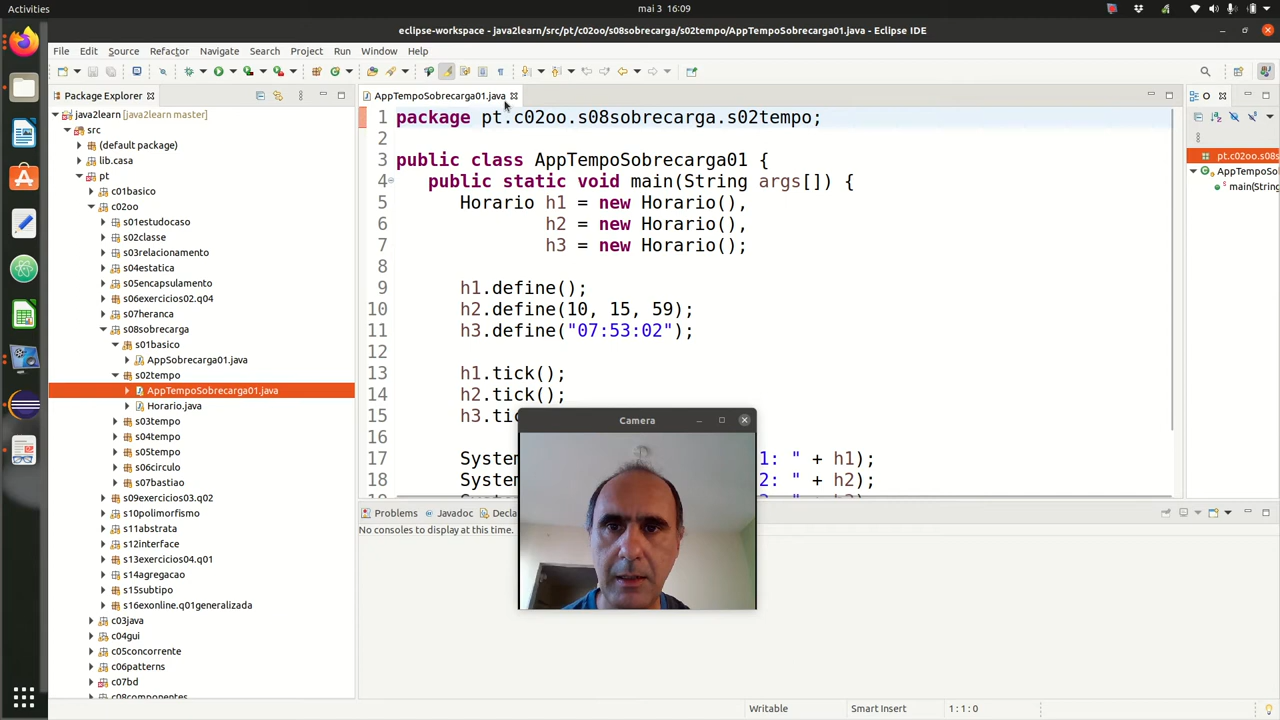 Activities
mai 3 16:09
eclipse-workspace - java2learn/src/pt/c02oo/s08sobrecarga/s02tempo/AppTempoSobrecarga01.java - Eclipse IDE
File Edit Source Refactor Navigate Search Project Run Window Help
Package Explorer
java2learn [java2learn master]
src
(default package)
lib.casa
pt
c01basico
c02oo
s01estudocaso
s02classe
s03relacionamento
s04estatica
s05encapsulamento
s06exercicios02.q04
s07heranca
s08sobrecarga
s01basico
AppSobrecarga01.java
s02tempo
AppTempoSobrecarga01.java
Horario.java
s03tempo
s04tempo
s05tempo
s06circulo
s07bastiao
s09exercicios03.q02
s10polimorfismo
s11abstrata
s12interface
s13exercicios04.q01
s14agregacao
s15subtipo
s16exonline.q01generalizada
c03java
c04gui
c05concorrente
c06patterns
c07bd
c08componentes
AppTempoSobrecarga01.java
1 package pt.c02oo.s08sobrecarga.s02tempo;
2
3 public class AppTempoSobrecarga01 {
4 public static void main(String args[]) {
5 Horario h1 = new Horario(),
6 h2 = new Horario(),
7 h3 = new Horario();
8
9 h1.define();
10 h2.define(10, 15, 59);
11 h3.define("07:53:02");
12
13 h1.tick();
14 h2.tick();
15 h3.tic
16
17 System 1: " + h1);
18 System 2: " + h2);
Camera
Problems Javadoc Decla
No consoles to display at this time.
O
pt.c02oo.s08s
AppTempoSo
main(String
Writable Smart Insert 1:1:0